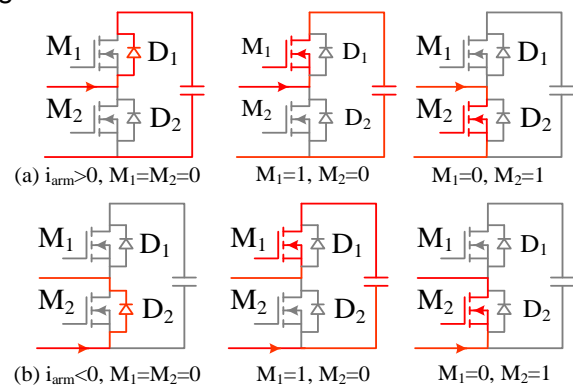 M₁ D₁ M₁ D₁ M₁ D₁
M₂ D₂ M₂ D₂ M₂ D₂
(a) iarm>0, M₁=M₂=0 M₁=1, M₂=0 M₁=0, M₂=1
M₁ D₁ M₁ D₁ M₁ D₁
M₂ D₂ M₂ D₂ M₂ D₂
(b) iarm<0, M₁=M₂=0 M₁=1, M₂=0 M₁=0, M₂=1